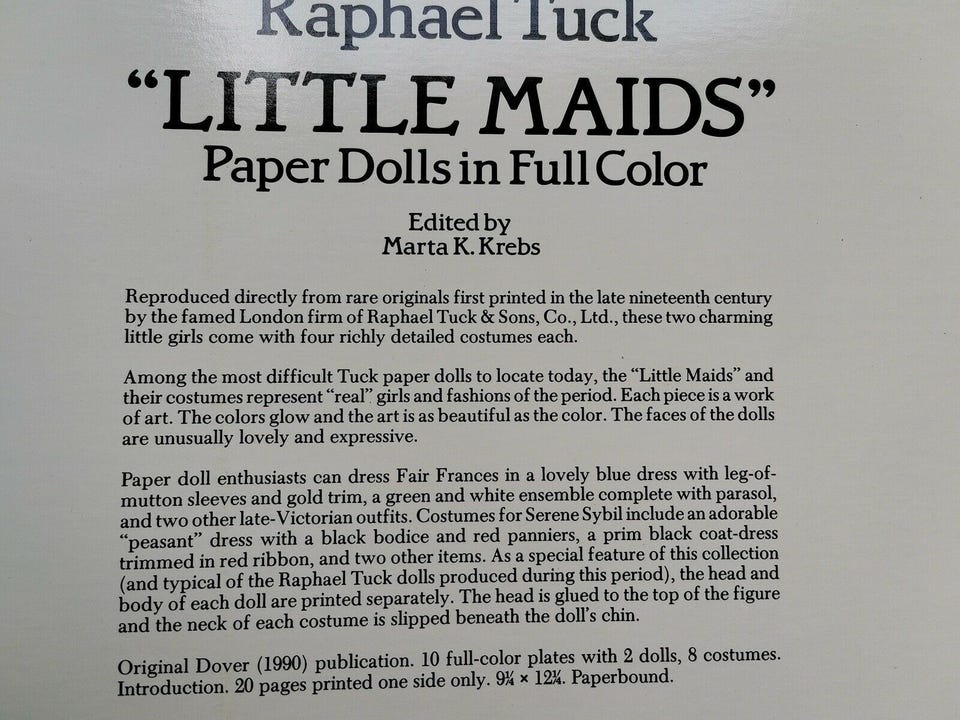 Raphael Tuck
“LITTLE MAIDS”
Paper Dolls in Full Color
Edited by
Marta K. Krebs
Reproduced directly from rare originals first printed in the late nineteenth century
by the famed London firm of Raphael Tuck & Sons, Co., Ltd., these two charming
little girls come with four richly detailed costumes each.
Among the most difficult Tuck paper dolls to locate today, the “Little Maids” and
their costumes represent “real” girls and fashions of the period. Each piece is a work
of art. The colors glow and the art is as beautiful as the color. The faces of the dolls
are unusually lovely and expressive.
Paper doll enthusiasts can dress Fair Frances in a lovely blue dress with leg-of-
mutton sleeves and gold trim, a green and white ensemble complete with parasol,
and two other late-Victorian outfits. Costumes for Serene Sybil include an adorable
“peasant” dress with a black bodice and red panniers, a prim black coat-dress
trimmed in red ribbon, and two other items. As a special feature of this collection
(and typical of the Raphael Tuck dolls produced during this period), the head and
body of each doll are printed separately. The head is glued to the top of the figure
and the neck of each costume is slipped beneath the doll’s chin.
Original Dover (1990) publication. 10 full-color plates with 2 dolls, 8 costumes.
Introduction. 20 pages printed one side only. 9¼ × 12¼. Paperbound.